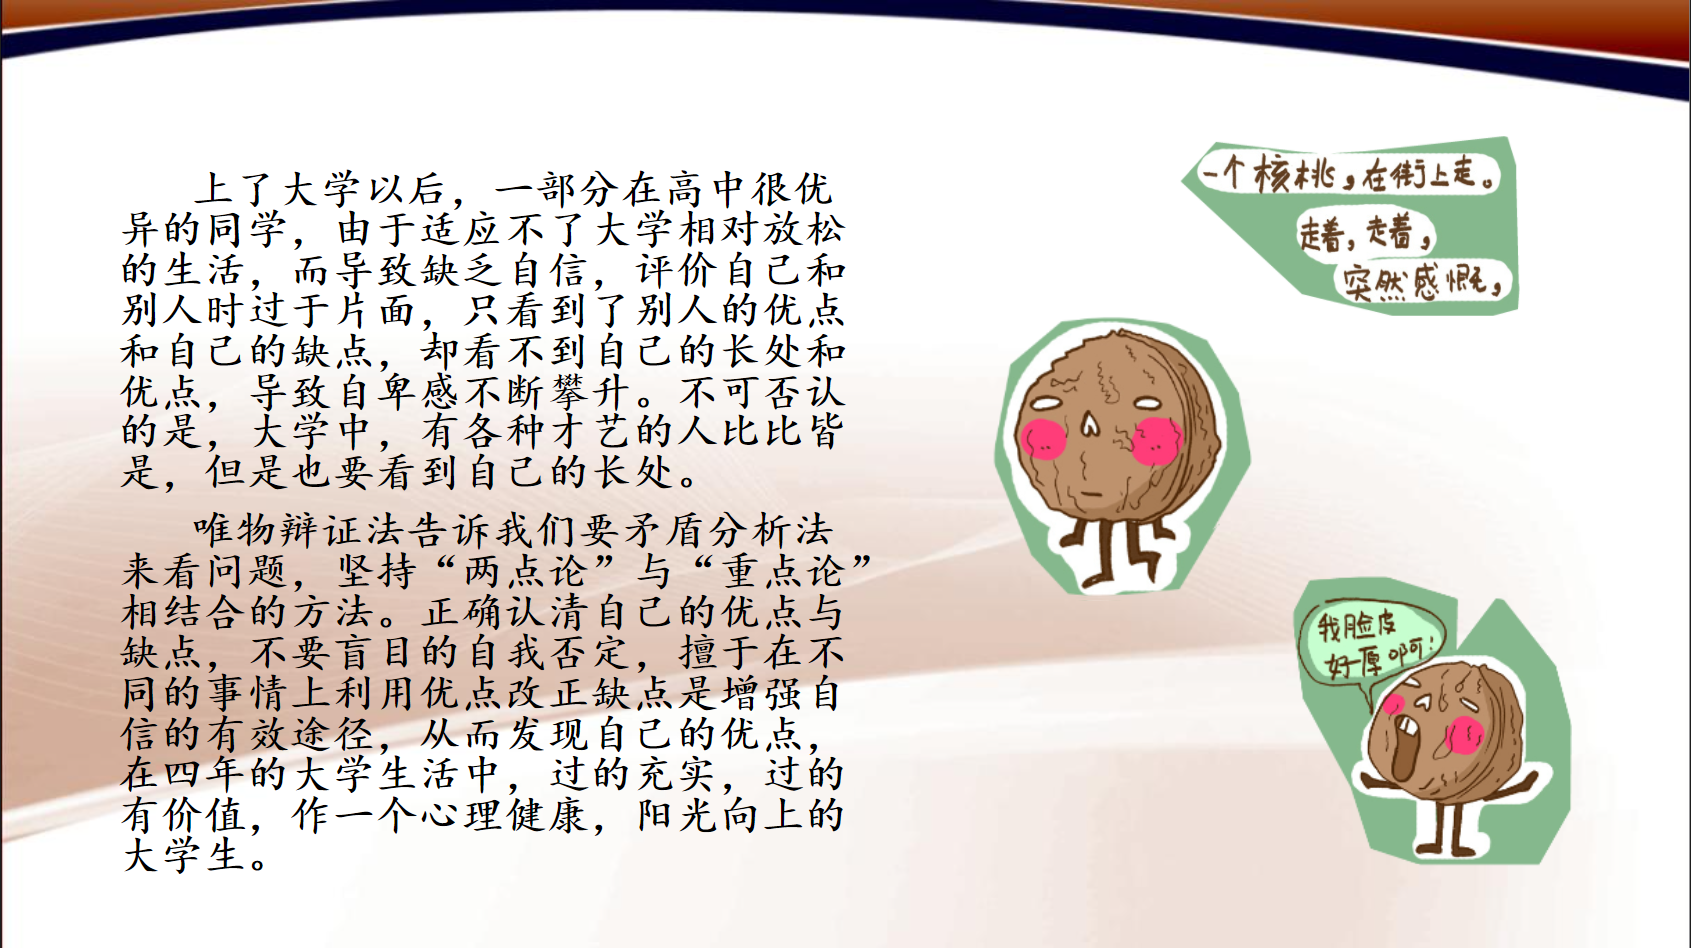 上了大学以后，一部分在高中很优
异的同学，由于适应不了大学相对放松
的生活，而导致缺乏自信，评价自己和
别人时过于片面，只看到了别人的优点
和自己的缺点，却看不到自己的长处和
优点，导致自卑感不断攀升。不可否认
的是，大学中，有各种才艺的人比比皆
是，但是也要看到自己的长处。
唯物辩证法告诉我们要矛盾分析法
来看问题，坚持“两点论”与“重点论”
相结合的方法。正确认清自己的优点与
缺点，不要盲目的自我否定，擅于在不
同的事情上利用优点改正缺点是增强自
信的有效途径，从而发现自己的优点，
在四年的大学生活中，过的充实，过的
有价值，作一个心理健康，阳光向上的
大学生。
一个核桃，在街上走。
走着，走着，
突然感慨，
我脸皮
好厚啊！